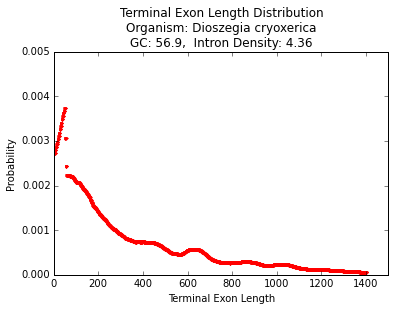 Terminal Exon Length Distribution
Organism: Dioszegia cryoxerica
GC: 56.9,  Intron Density: 4.36
0.005
0.004
0.003
0.002
0.001
0.000
Probability
0 200 400 600 800 1000 1200 1400
Terminal Exon Length